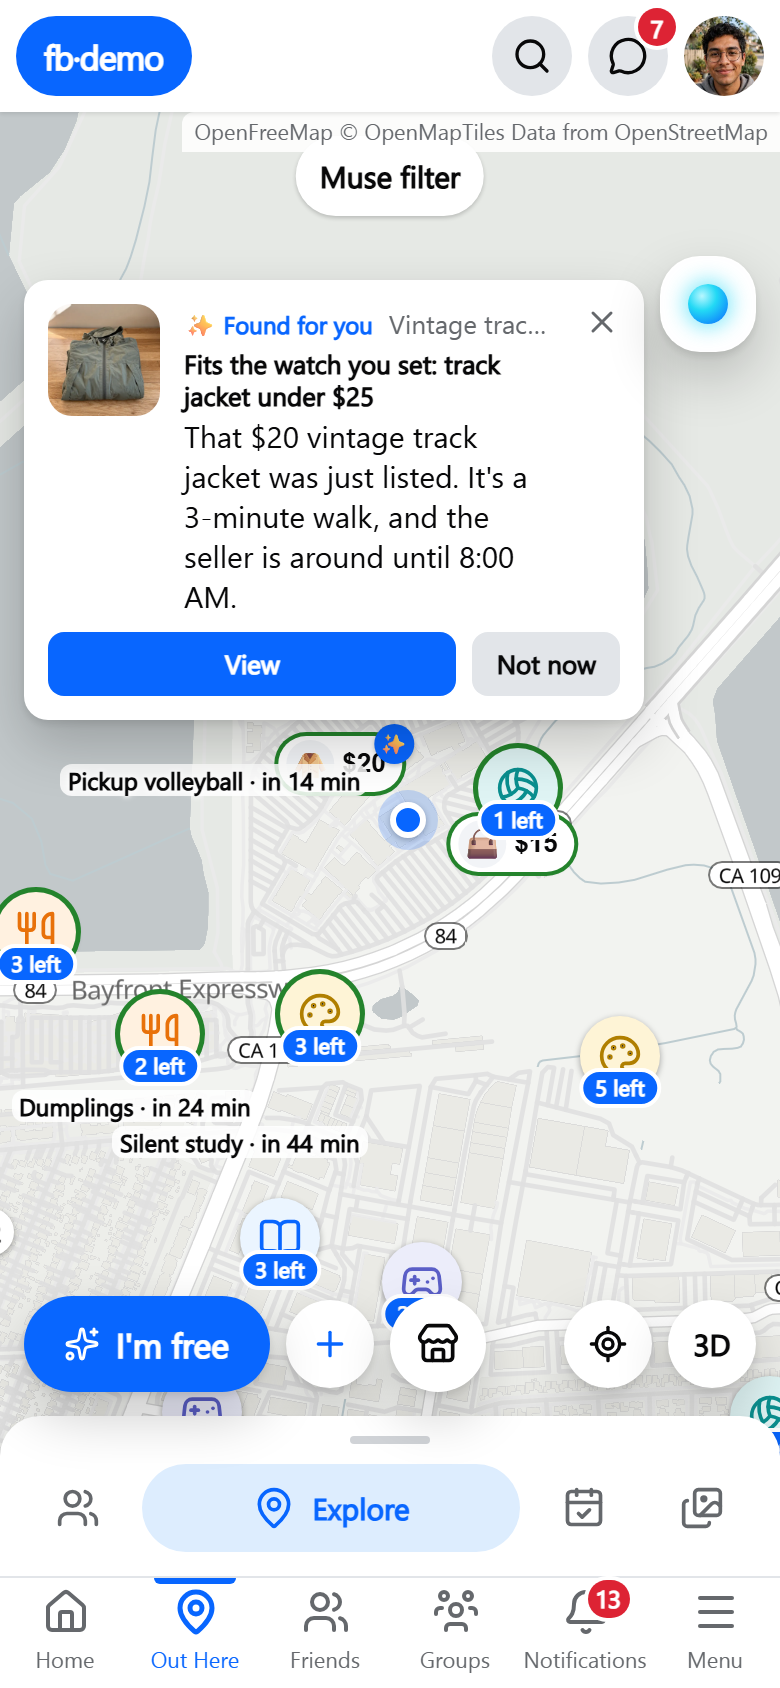 fb·demo
7
OpenFreeMap © OpenMapTiles Data from OpenStreetMap
Muse filter
✨ Found for you Vintage trac...
Fits the watch you set: track
jacket under $25
That $20 vintage track
jacket was just listed. It's a
3-minute walk, and the
seller is around until 8:00
AM.
View
Not now
$20
Pickup volleyball · in 14 min
1 left
$15
CA 109
84
3 left
84
Bayfront Expressw
CA 1
3 left
2 left
5 left
Dumplings · in 24 min
Silent study · in 44 min
3 left
I'm free
3D
Explore
13
Home
Out Here
Friends
Groups
Notifications
Menu